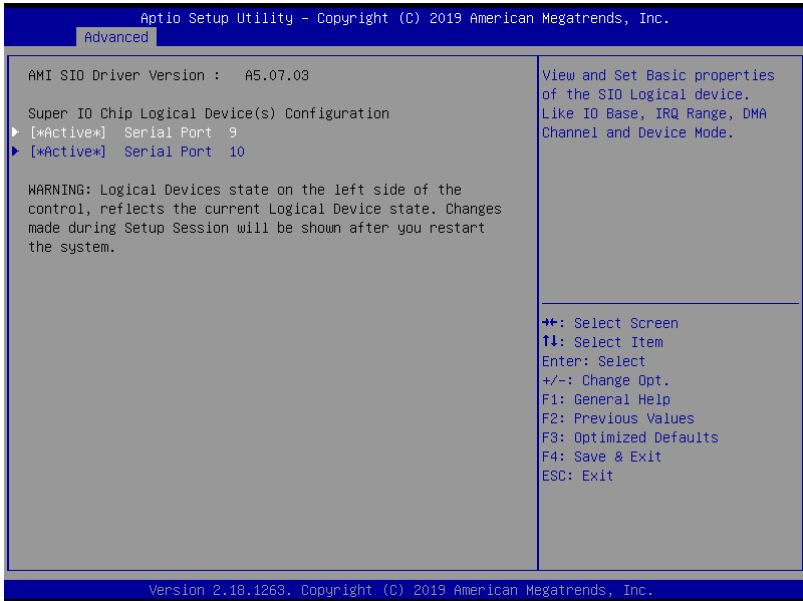 Aptio Setup Utility – Copyright (C) 2019 American Megatrends, Inc.
Advanced
AMI SIO Driver Version :   A5.07.03
Super IO Chip Logical Device(s) Configuration
[*Active*]  Serial Port  9
[*Active*]  Serial Port  10
WARNING: Logical Devices state on the left side of the
control, reflects the current Logical Device state. Changes
made during Setup Session will be shown after you restart
the system.
View and Set Basic properties
of the SIO Logical device.
Like IO Base, IRQ Range, DMA
Channel and Device Mode.
→←: Select Screen
↑↓: Select Item
Enter: Select
+/-: Change Opt.
F1: General Help
F2: Previous Values
F3: Optimized Defaults
F4: Save & Exit
ESC: Exit
Version 2.18.1263. Copyright (C) 2019 American Megatrends, Inc.